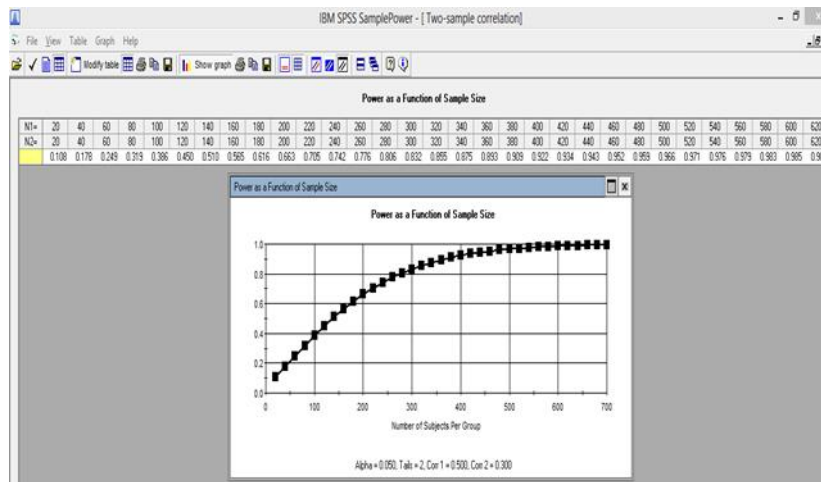 IBM SPSS SamplePower - [ Two-sample correlation]
File View Table Graph Help
Modify table Show graph
Power as a Function of Sample Size
N1= 20 40 60 80 100 120 140 160 180 200 220 240 260 280 300 320 340 360 380 400 420 440 460 480 500 520 540 560 580 600 620
N2= 20 40 60 80 100 120 140 160 180 200 220 240 260 280 300 320 340 360 380 400 420 440 460 480 500 520 540 560 580 600 620
0.108 0.178 0.249 0.319 0.386 0.450 0.510 0.565 0.616 0.663 0.705 0.742 0.776 0.806 0.832 0.855 0.875 0.893 0.909 0.922 0.934 0.943 0.952 0.959 0.966 0.971 0.976 0.979 0.983 0.985
Power as a Function of Sample Size
Power as a Function of Sample Size
1.0
0.8
0.6
0.4
0.2
0.0
0 100 200 300 400 500 600 700
Number of Subjects Per Group
Alpha = 0.050, Tails = 2, Corr 1 = 0.500, Corr 2 = 0.300